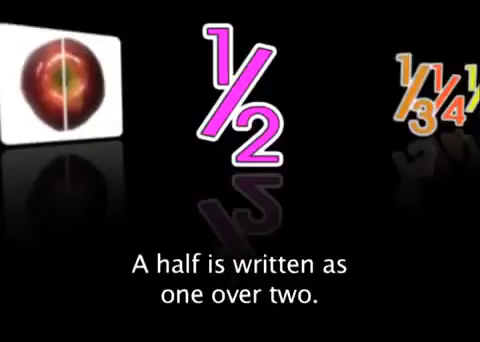 1/2
1/3 1/4
A half is written as
one over two.